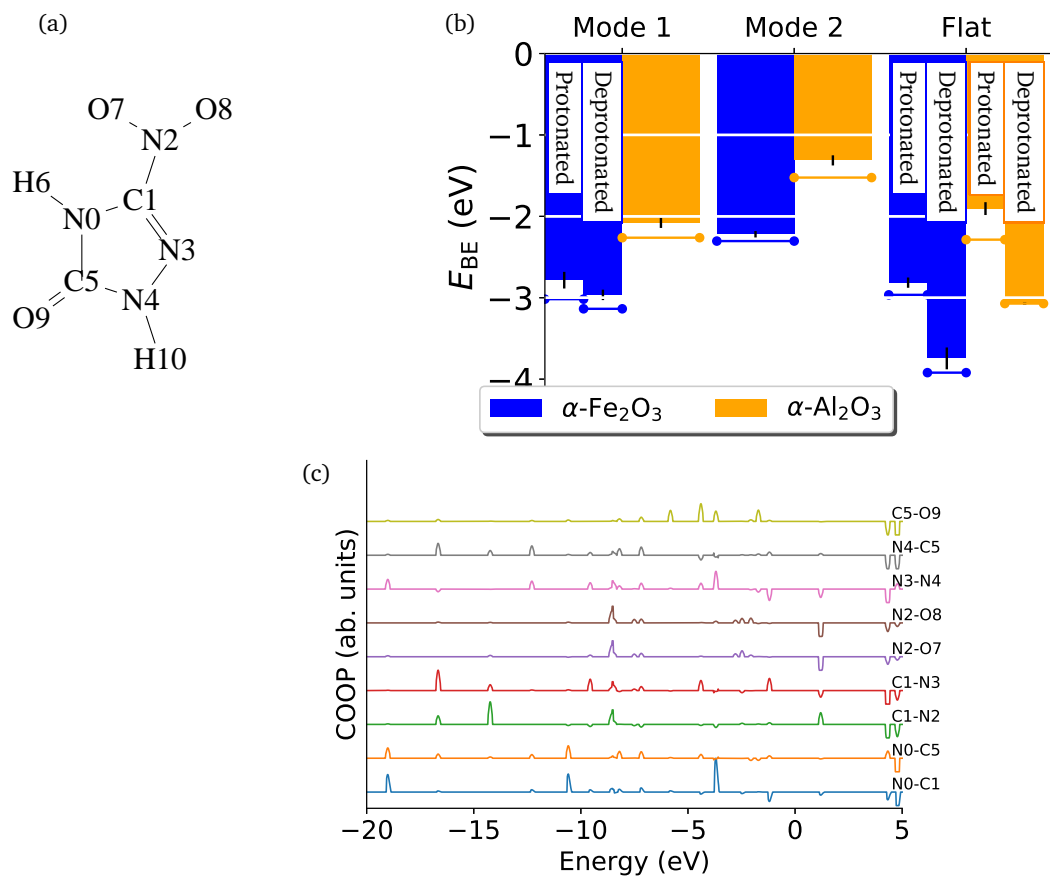 (a)
O7 O8
N2
H6
C1
N0
N3
C5
N4
O9
H10
(b)
Mode 1 Mode 2 Flat
0
−1
−2
−3
−4
E_BE (eV)
Protonated
Deprotonated
Protonated
Deprotonated
Protonated
Deprotonated
α-Fe₂O₃ α-Al₂O₃
(c)
COOP (ab. units)
C5-O9
N4-C5
N3-N4
N2-O8
N2-O7
C1-N3
C1-N2
N0-C5
N0-C1
−20 −15 −10 −5 0 5
Energy (eV)